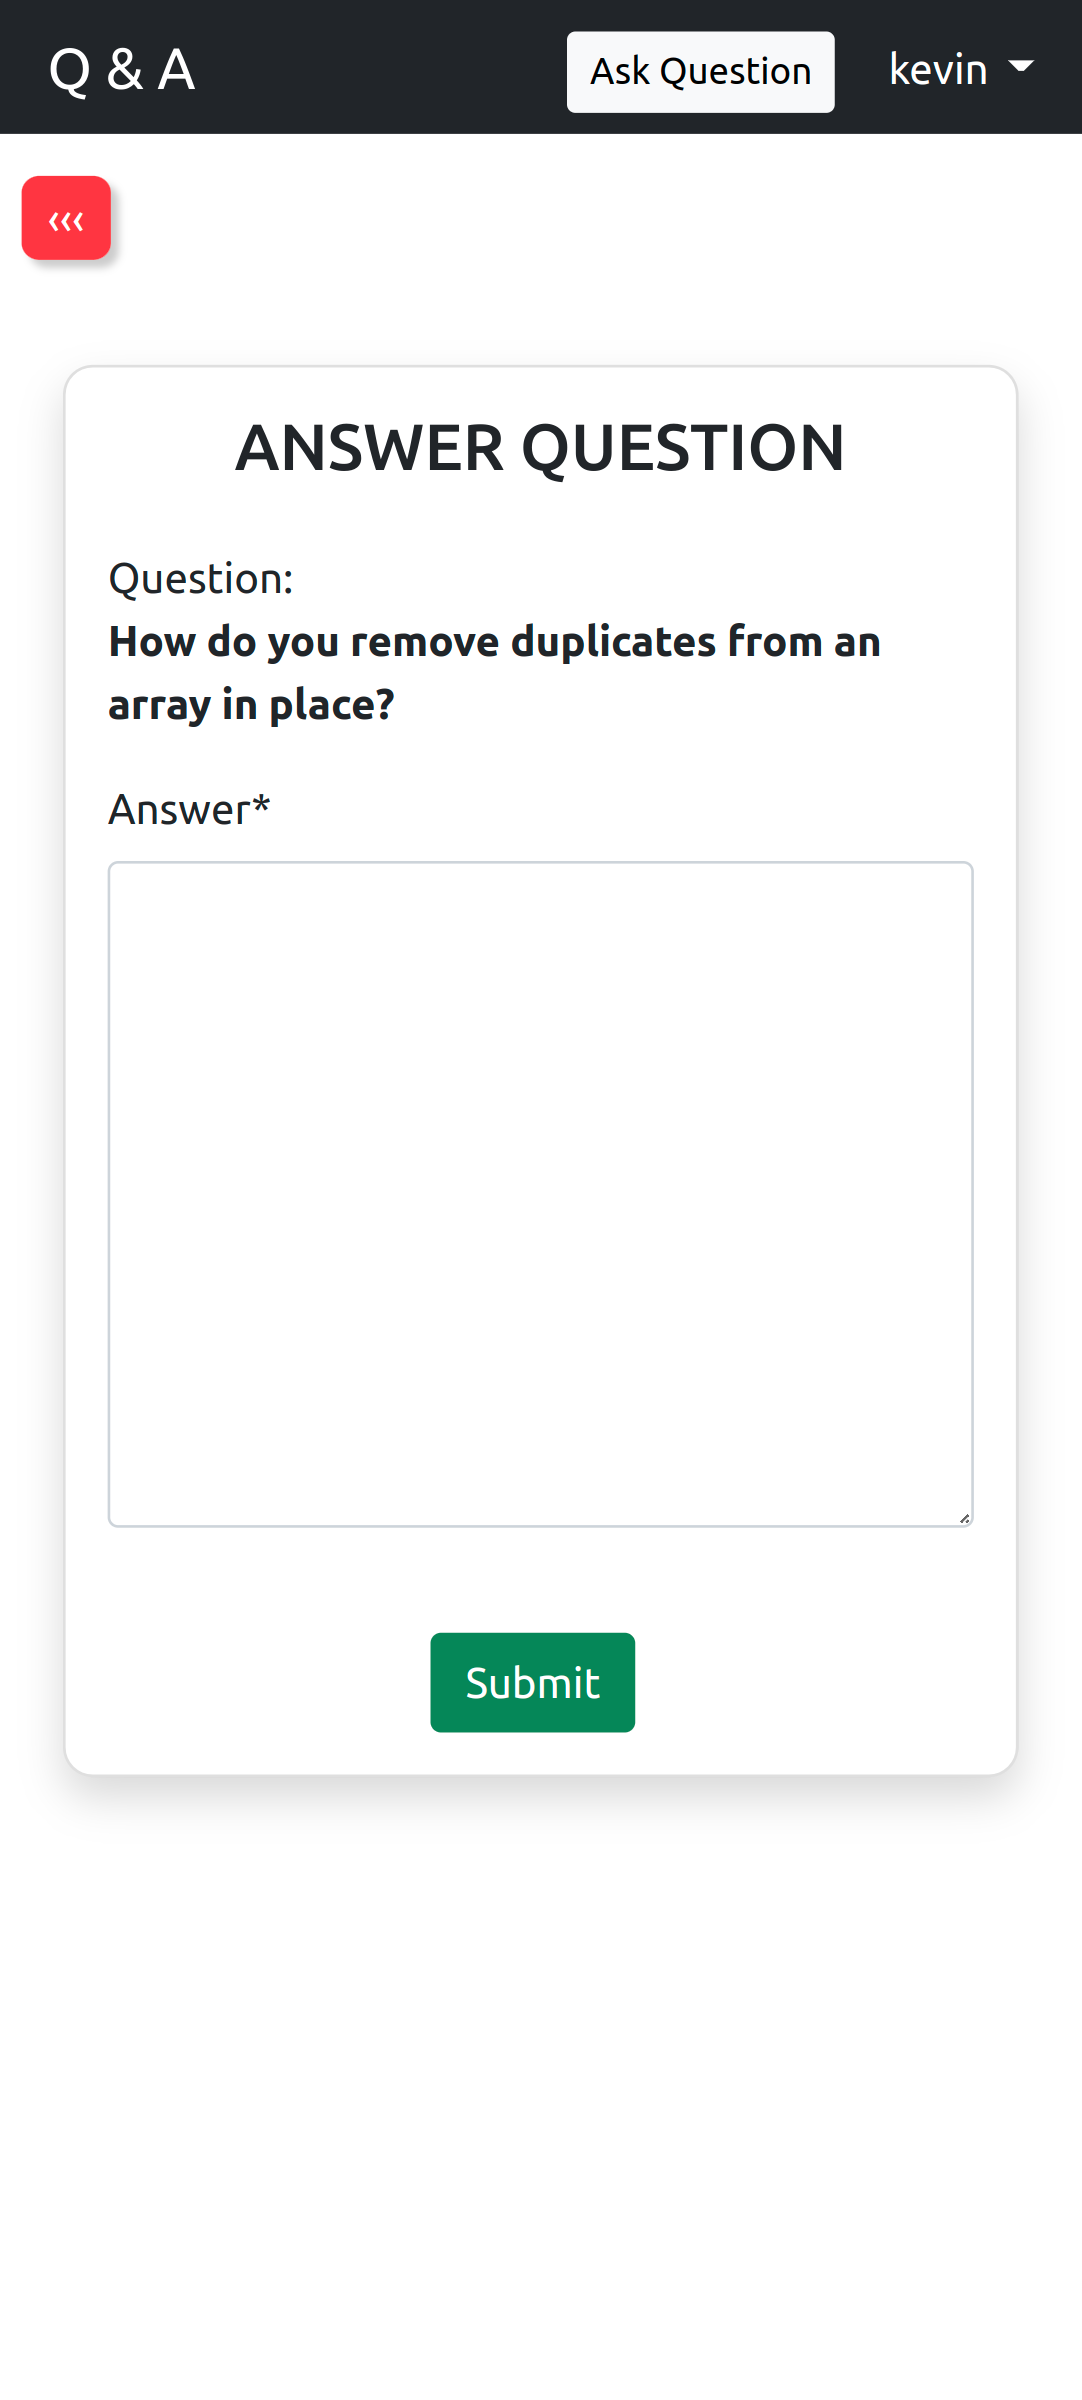 Q & A
Ask Question
kevin
‹‹‹
ANSWER QUESTION
Question:
How do you remove duplicates from an
array in place?
Answer*
Submit